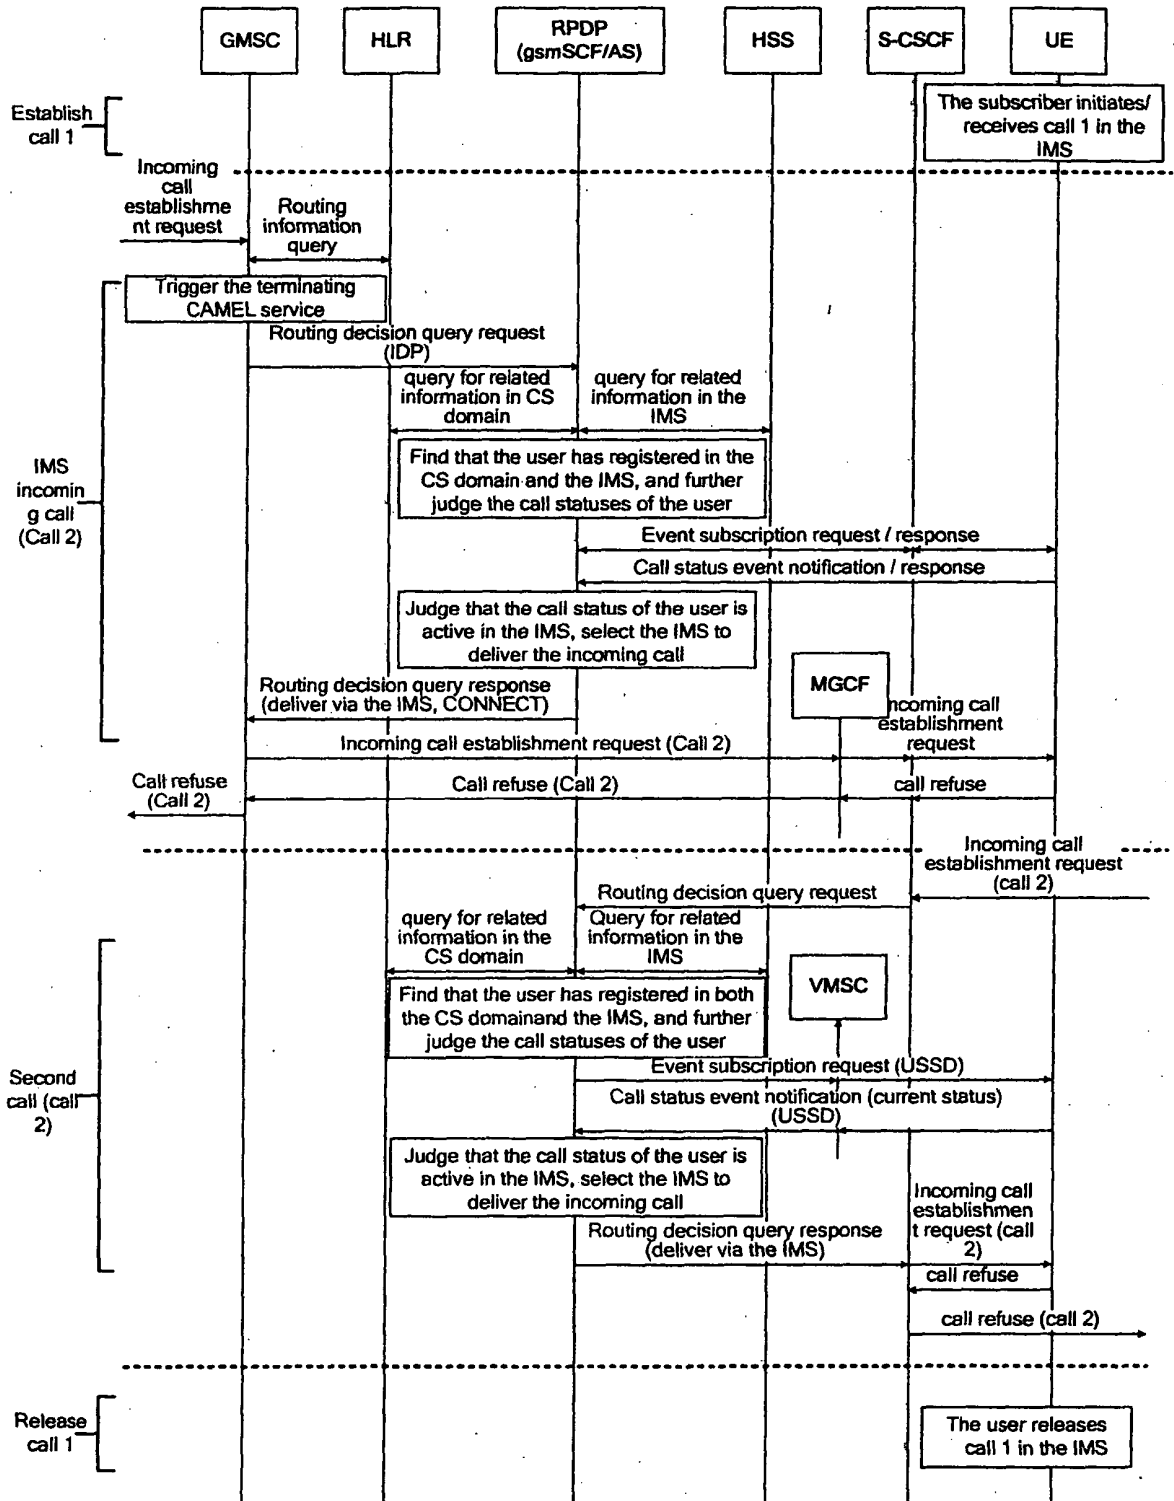 GMSC
HLR
RPDP
(gsmSCF/AS)
HSS
S-CSCF
UE
Establish
call 1
The subscriber initiates/
receives call 1 in the
IMS
Incoming
call
establishme
nt request
Routing
information
query
Trigger the terminating
CAMEL service
Routing decision query request
(IDP)
query for related
information in CS
domain
query for related
information in the
IMS
Find that the user has registered in the
CS domain and the IMS, and further
judge the call statuses of the user
IMS
incomin
g call
(Call 2)
Event subscription request / response
Call status event notification / response
Judge that the call status of the user is
active in the IMS, select the IMS to
deliver the incoming call
MGCF
Routing decision query response
(deliver via the IMS, CONNECT)
ncoming call
establishment
request
Incoming call establishment request (Call 2)
Call refuse
(Call 2)
Call refuse (Call 2)
call refuse
Incoming call
establishment request
(call 2)
Routing decision query request
query for related
information in the
CS domain
Query for related
information in the
IMS
VMSC
Find that the user has registered in both
the CS domainand the IMS, and further
judge the call statuses of the user
Second
call (call
2)
Event subscription request (USSD)
Call status event notification (current status)
(USSD)
Judge that the call status of the user is
active in the IMS, select the IMS to
deliver the incoming call
Incoming call
establishmen
t request (call
2)
Routing decision query response
(deliver via the IMS)
call refuse
call refuse (call 2)
Release
call 1
The user releases
call 1 in the IMS